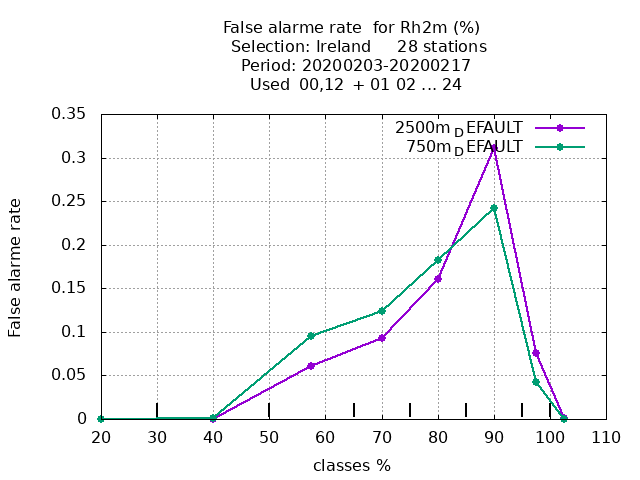 False alarme rate  for Rh2m (%)
Selection: Ireland     28 stations
Period: 20200203-20200217
Used  00,12  + 01 02 ... 24
0.35
0.3
0.25
0.2
0.15
0.1
0.05
0
False alarme rate
2500m_DEFAULT
750m_DEFAULT
20 30 40 50 60 70 80 90 100 110
classes %